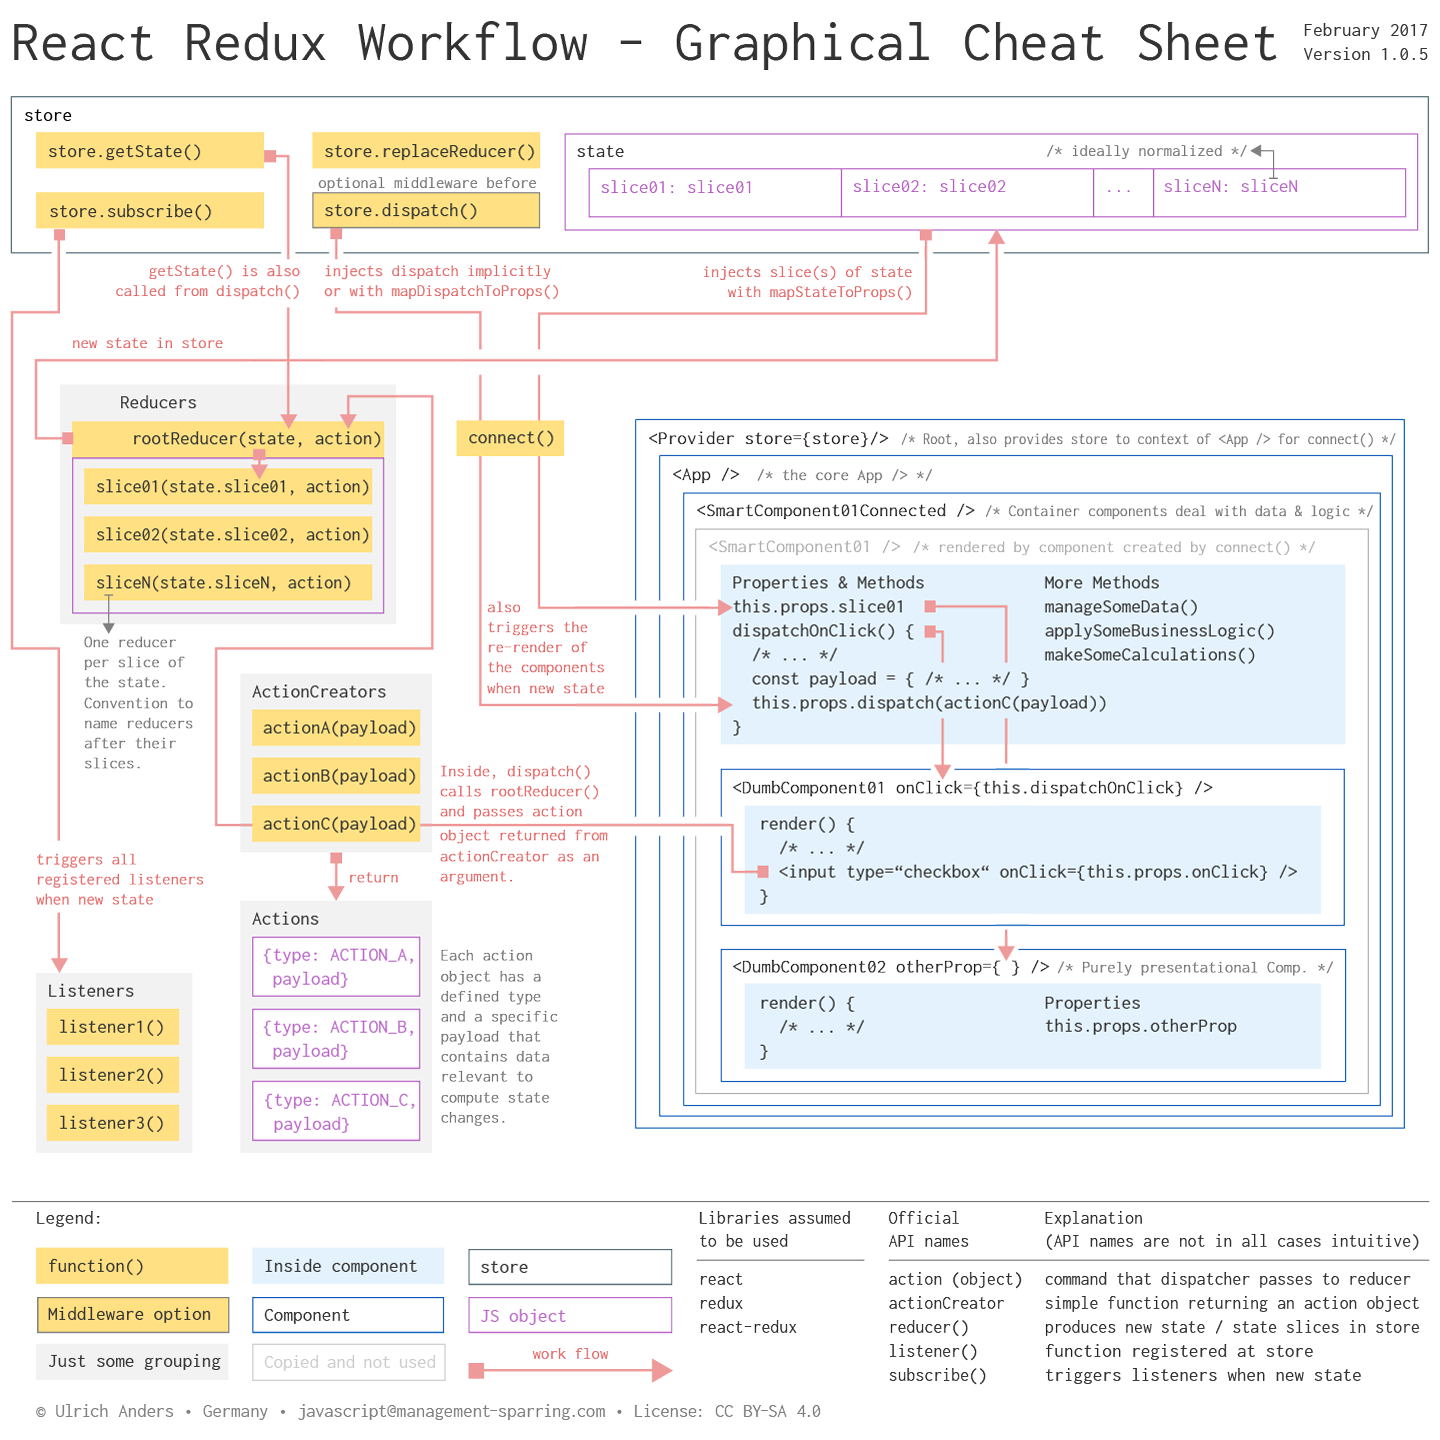 React Redux Workflow – Graphical Cheat Sheet
February 2017
Version 1.0.5
store
store.getState()
store.replaceReducer()
optional middleware before
store.subscribe()
store.dispatch()
state
/* ideally normalized */
slice01: slice01
slice02: slice02
...
sliceN: sliceN
getState() is also
called from dispatch()
injects dispatch implicitly
or with mapDispatchToProps()
injects slice(s) of state
with mapStateToProps()
new state in store
Reducers
rootReducer(state, action)
slice01(state.slice01, action)
slice02(state.slice02, action)
sliceN(state.sliceN, action)
One reducer
per slice of
the state.
Convention to
name reducers
after their
slices.
connect()
also
triggers the
re-render of
the components
when new state
ActionCreators
actionA(payload)
actionB(payload)
actionC(payload)
Inside, dispatch()
calls rootReducer()
and passes action
object returned from
actionCreator as an
argument.
return
triggers all
registered listeners
when new state
Listeners
listener1()
listener2()
listener3()
Actions
{type: ACTION_A,
payload}
{type: ACTION_B,
payload}
{type: ACTION_C,
payload}
Each action
object has a
defined type
and a specific
payload that
contains data
relevant to
compute state
changes.
<Provider store={store}/> /* Root, also provides store to context of <App /> for connect() */
<App /> /* the core App /> */
<SmartComponent01Connected /> /* Container components deal with data & logic */
<SmartComponent01 /> /* rendered by component created by connect() */
Properties & Methods
this.props.slice01
dispatchOnClick() {
/* ... */
const payload = { /* ... */ }
this.props.dispatch(actionC(payload))
}
More Methods
manageSomeData()
applySomeBusinessLogic()
makeSomeCalculations()
<DumbComponent01 onClick={this.dispatchOnClick} />
render() {
/* ... */
<input type=“checkbox“ onClick={this.props.onClick} />
}
<DumbComponent02 otherProp={ } /> /* Purely presentational Comp. */
render() {
/* ... */
}
Properties
this.props.otherProp
Legend:
function()
Middleware option
Just some grouping
Inside component
Component
Copied and not used
store
JS object
work flow
Libraries assumed
to be used
react
redux
react-redux
Official
API names
Explanation
(API names are not in all cases intuitive)
action (object) command that dispatcher passes to reducer
actionCreator simple function returning an action object
reducer() produces new state / state slices in store
listener() function registered at store
subscribe() triggers listeners when new state
© Ulrich Anders • Germany • javascript@management-sparring.com • License: CC BY-SA 4.0